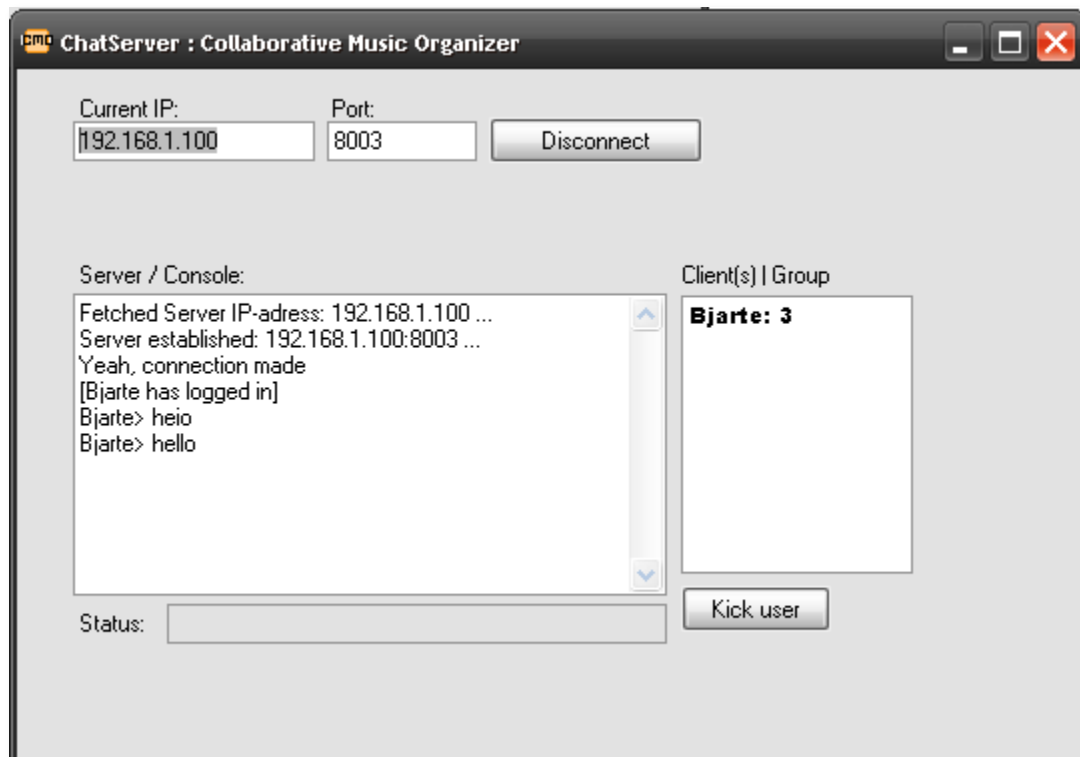 cmo ChatServer : Collaborative Music Organizer
Current IP: Port:
192.168.1.100 8003 Disconnect
Server / Console: Client(s) | Group
Fetched Server IP-adress: 192.168.1.100 ...
Server established: 192.168.1.100:8003 ...
Yeah, connection made
[Bjarte has logged in]
Bjarte> heio
Bjarte> hello
Bjarte: 3
Kick user
Status: